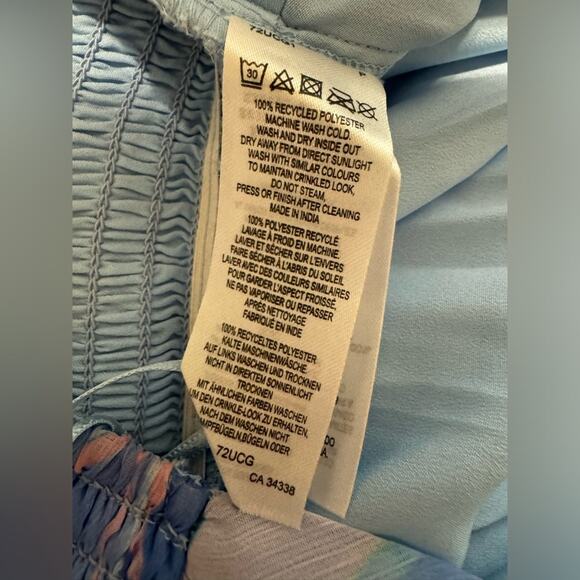 30
100% RECYCLED POLYESTER
MACHINE WASH COLD.
WASH AND DRY INSIDE OUT
DRY AWAY FROM DIRECT SUNLIGHT
WASH WITH SIMILAR COLOURS
TO MAINTAIN CRINKLED LOOK,
DO NOT STEAM,
PRESS OR FINISH AFTER CLEANING
MADE IN INDIA
100% POLYESTER RECYCLÉ
LAVAGE À FROID EN MACHINE.
LAVER ET SÉCHER SUR L'ENVERS
FAIRE SÉCHER À L'ABRIS DU SOLEIL
LAVER AVEC DES COULEURS SIMILAIRES
POUR GARDER L'ASPECT FROISSÉ,
NE PAS VAPORISER OU REPASSER
APRÈS NETTOYAGE
FABRIQUÉ EN INDE
100% RECYCELTES POLYESTER
KALTE MASCHINENWÄSCHE
AUF LINKS WASCHEN UND TROCKNEN
NICHT IN DIREKTEM SONNENLICHT
TROCKNEN
MIT ÄHNLICHEN FARBEN WASCHEN
UM DEN CRINKLE-LOOK ZU ERHALTEN,
NACH DEM WASCHEN NICHT
AMPFBÜGELN,BÜGELN ODER
72UCG
CA 34338